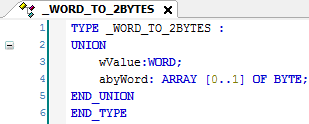 _WORD_TO_2BYTES
1 TYPE _WORD_TO_2BYTES :
2 UNION
3 wValue:WORD;
4 abyWord: ARRAY [0..1] OF BYTE;
5 END_UNION
6 END_TYPE